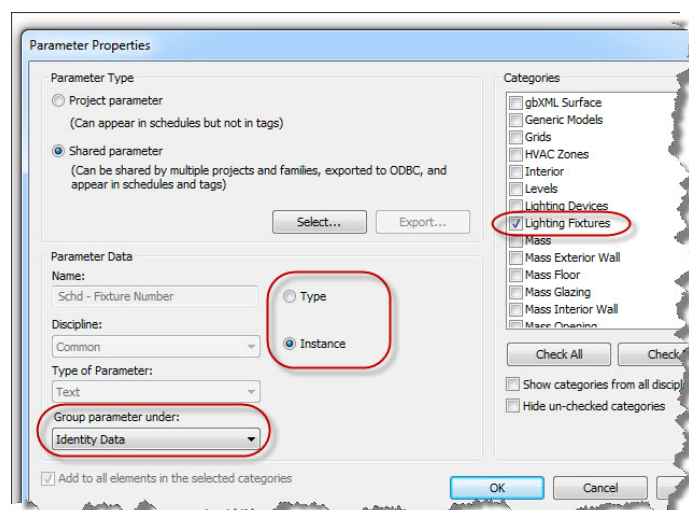 Parameter Properties
Parameter Type
Project parameter
(Can appear in schedules but not in tags)
Shared parameter
(Can be shared by multiple projects and families, exported to ODBC, and
appear in schedules and tags)
Select...
Export...
Parameter Data
Name:
Schd - Fixture Number
Type
Discipline:
Common
Instance
Type of Parameter:
Text
Group parameter under:
Identity Data
Add to all elements in the selected categories
Categories
gbXML Surface
Generic Models
Grids
HVAC Zones
Interior
Levels
Lighting Devices
Lighting Fixtures
Mass
Mass Exterior Wall
Mass Floor
Mass Glazing
Mass Interior Wall
Mass Opening
Check All
Check
Show categories from all discipl
Hide un-checked categories
OK
Cancel